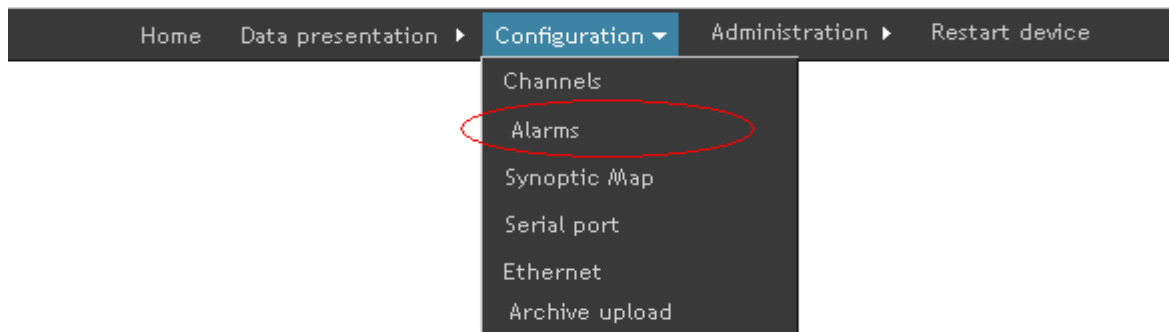 Home Data presentation Configuration Administration Restart device
Channels
Alarms
Synoptic Map
Serial port
Ethernet
Archive upload